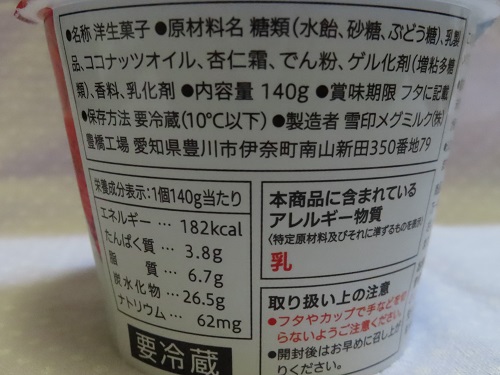 ●名称 洋生菓子●原材料名 糖類(水飴、砂糖、ぶどう糖)、乳製
品、ココナッツオイル、杏仁霜、でん粉、ゲル化剤(増粘多糖
類)、香料、乳化剤●内容量 140g●賞味期限 フタに記載
●保存方法 要冷蔵(10℃以下)●製造者 雪印メグミルク(株)
豊橋工場 愛知県豊川市伊奈町南山新田350番地79
栄養成分表示:1個140g当たり
エネルギー… 182kcal
たんぱく質… 3.8g
脂質… 6.7g
炭水化物… 26.5g
ナトリウム… 62mg
要冷蔵
本商品に含まれている
アレルギー物質
〈特定原材料及びそれに準ずるものを表示〉
乳
取り扱い上の注意
●フタやカップで手などを切
らないようご注意ください。
●開封後はお早めに召し上が
りください。